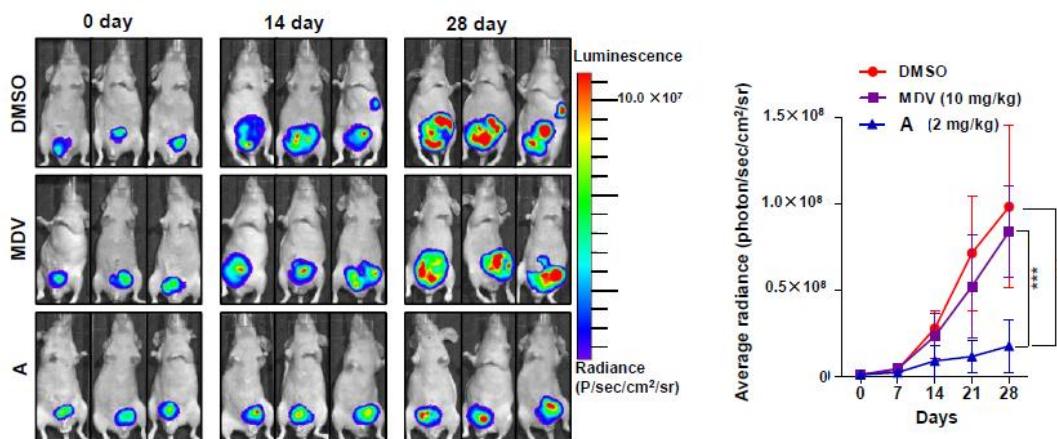 0 day
14 day
28 day
DMSO
MDV
A
Luminescence
10.0 ×10⁷
Radiance
(P/sec/cm²/sr)
DMSO
MDV (10 mg/kg)
A (2 mg/kg)
Average radiance (photon/sec/cm²/sr)
1.5×10⁸
1.0×10⁸
0.5×10⁸
0
0 7 14 21 28
Days
***